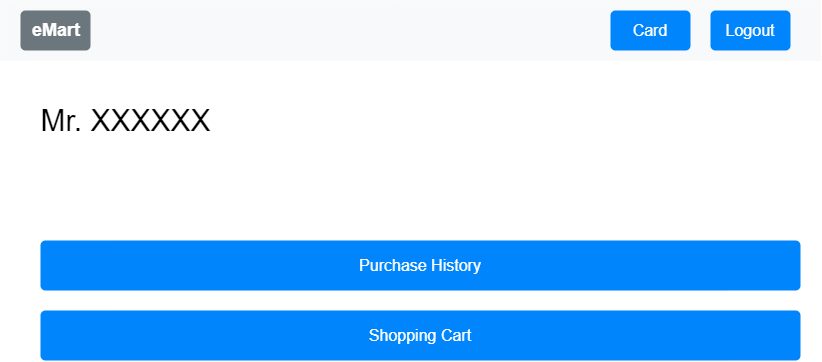 eMart Card Logout
Mr. XXXXXX
Purchase History
Shopping Cart